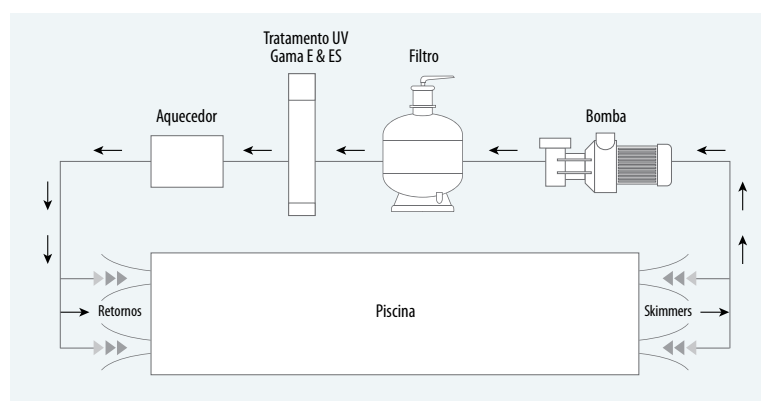 Tratamento UV
Gama E & ES
Filtro
Aquecedor
Bomba
Retornos
Piscina
Skimmers